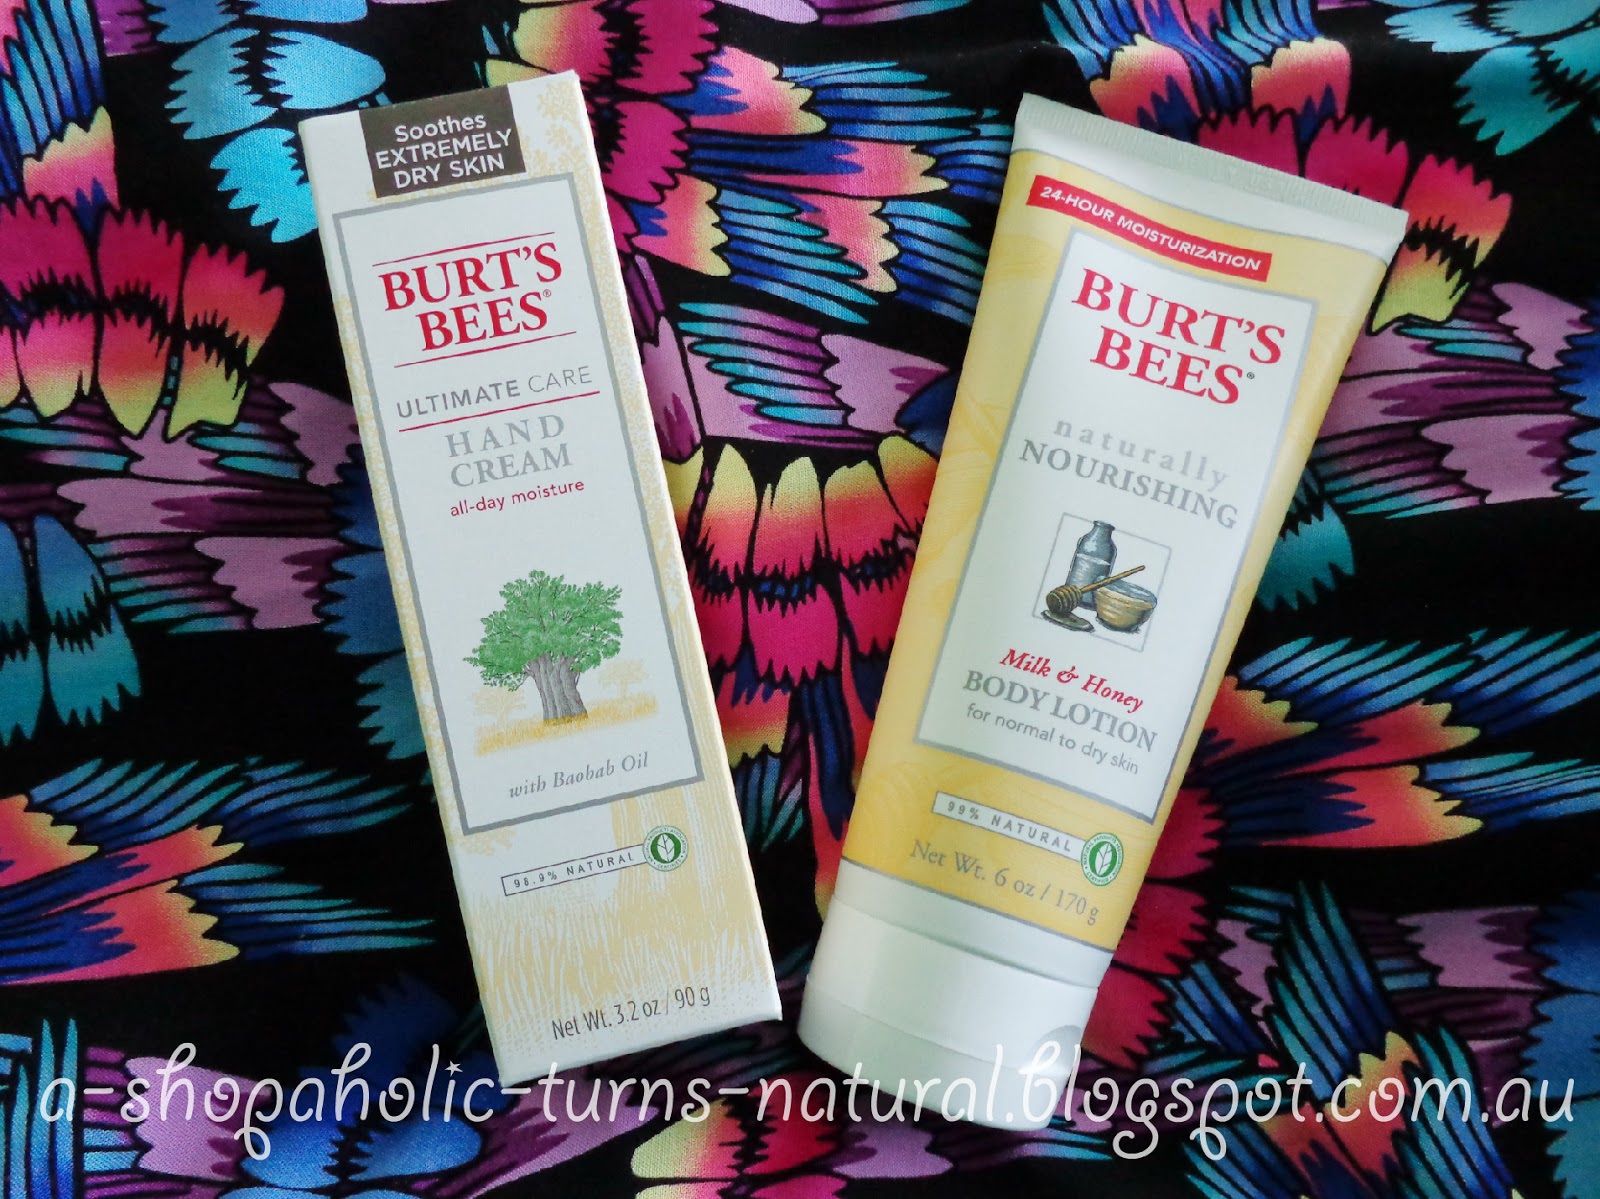 Soothes
EXTREMELY
DRY SKIN
BURT'S
BEES®
ULTIMATE CARE
HAND
CREAM
all-day moisture
with Baobab Oil
98.9% NATURAL
Net Wt. 3.2 oz / 90 g
24-HOUR MOISTURIZATION
BURT'S
BEES®
naturally
NOURISHING
Milk & Honey
BODY LOTION
for normal to dry skin
99% NATURAL
Net Wt. 6 oz / 170 g
a-shopaholic-turns-natural.blogspot.com.au